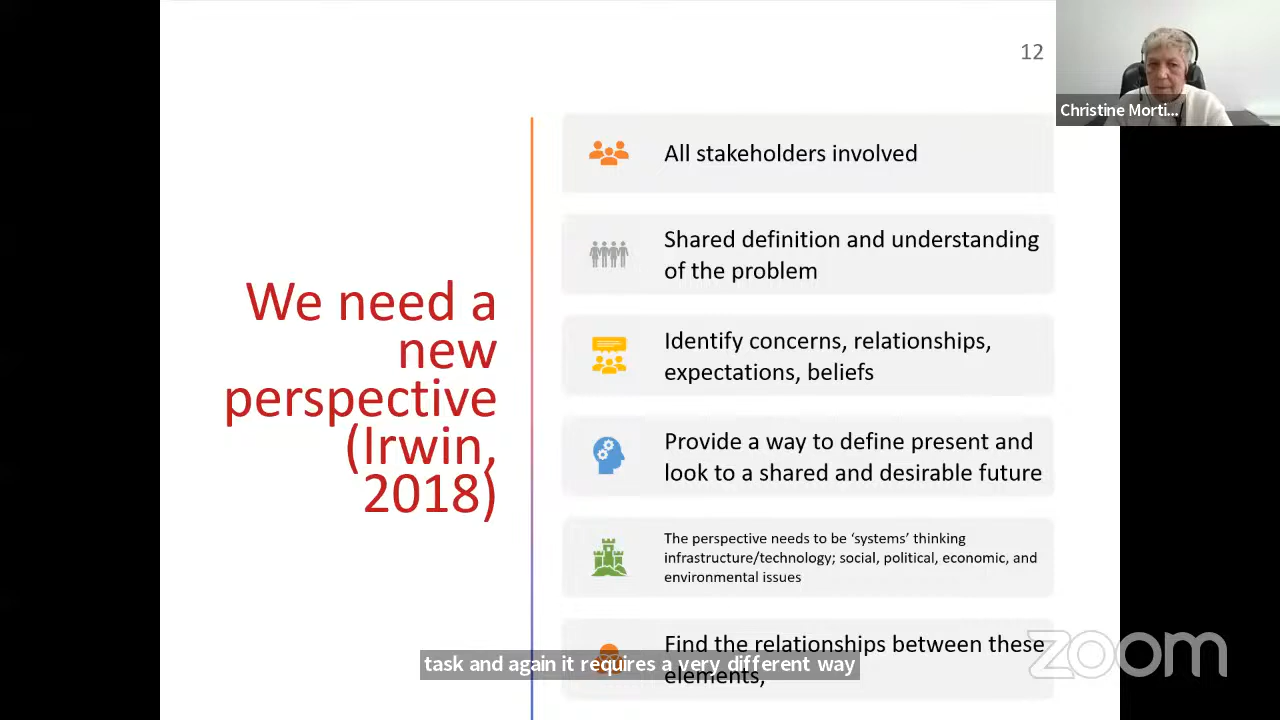 12
Christine Morti...
We need a
new
perspective
(Irwin,
2018)
All stakeholders involved
Shared definition and understanding
of the problem
Identify concerns, relationships,
expectations, beliefs
Provide a way to define present and
look to a shared and desirable future
The perspective needs to be ‘systems’ thinking
infrastructure/technology; social, political, economic, and
environmental issues
Find the relationships between these
elements,
task and again it requires a very different way
zoom